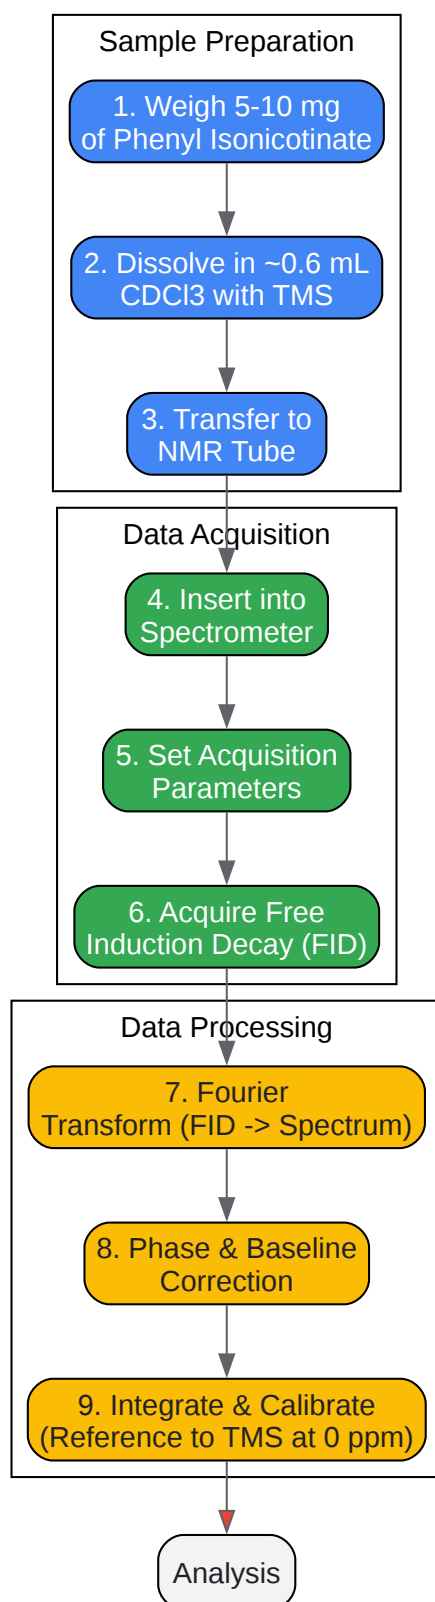 Sample Preparation
1. Weigh 5-10 mg
of Phenyl Isonicotinate
2. Dissolve in ~0.6 mL
CDCl3 with TMS
3. Transfer to
NMR Tube
Data Acquisition
4. Insert into
Spectrometer
5. Set Acquisition
Parameters
6. Acquire Free
Induction Decay (FID)
Data Processing
7. Fourier
Transform (FID -> Spectrum)
8. Phase & Baseline
Correction
9. Integrate & Calibrate
(Reference to TMS at 0 ppm)
Analysis